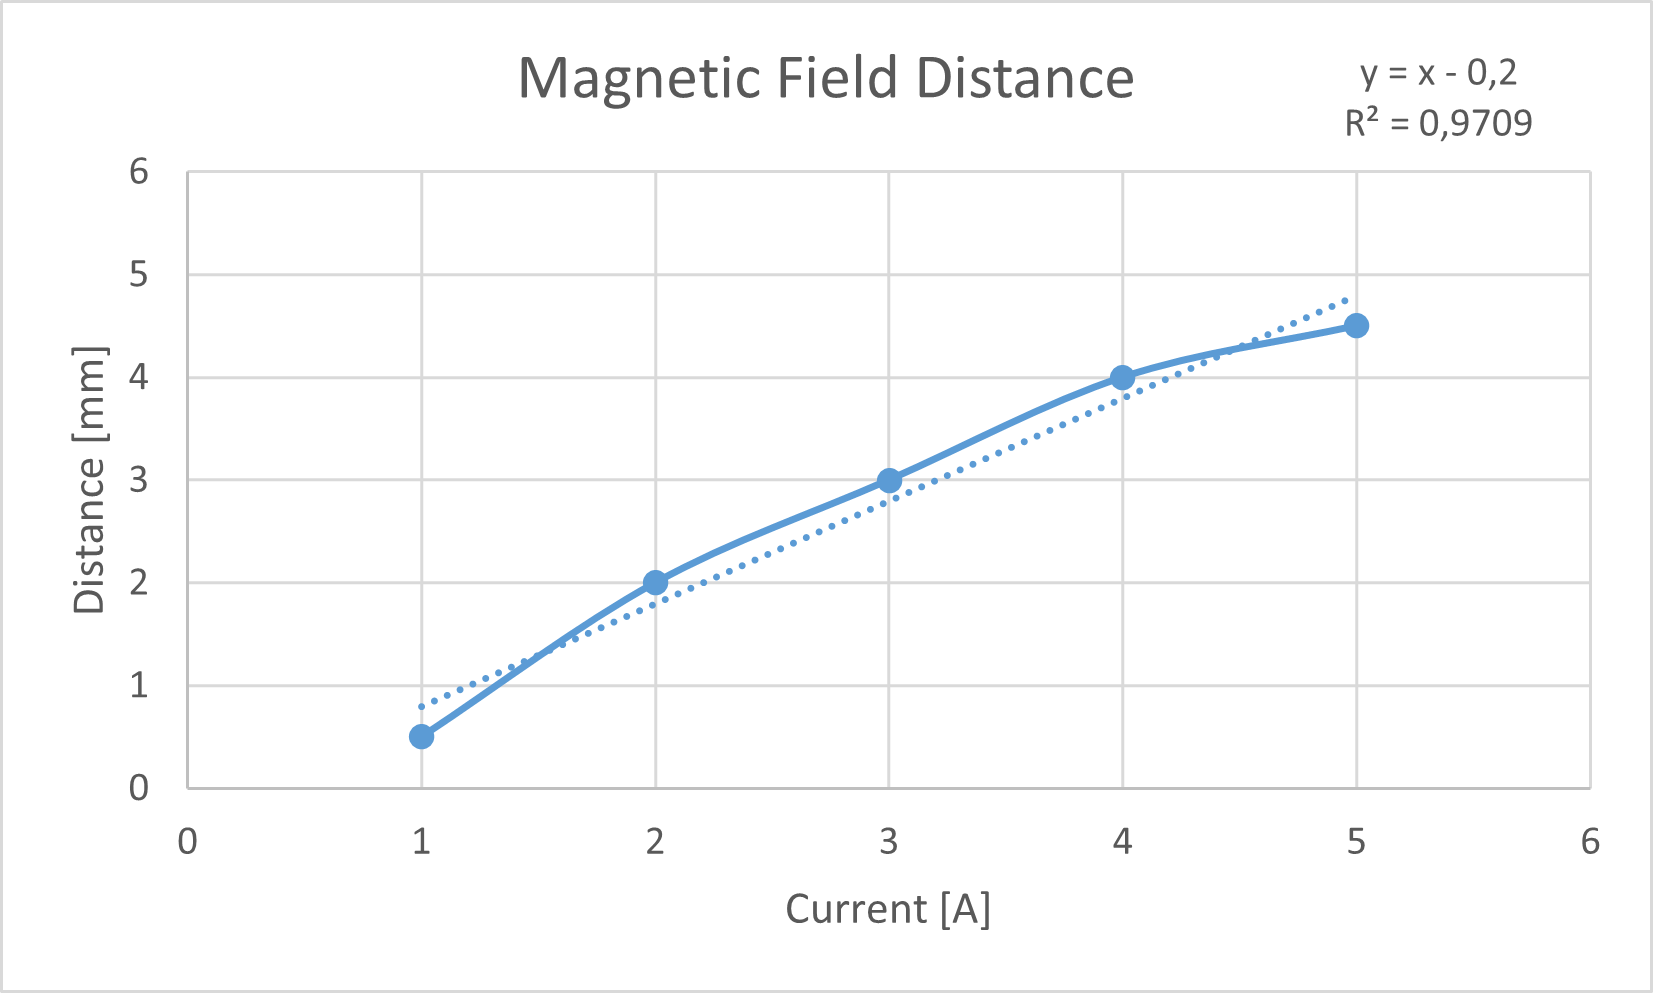 Magnetic Field Distance
y = x - 0,2
R² = 0,9709
6
5
4
3
2
1
0
Distance [mm]
0 1 2 3 4 5 6
Current [A]